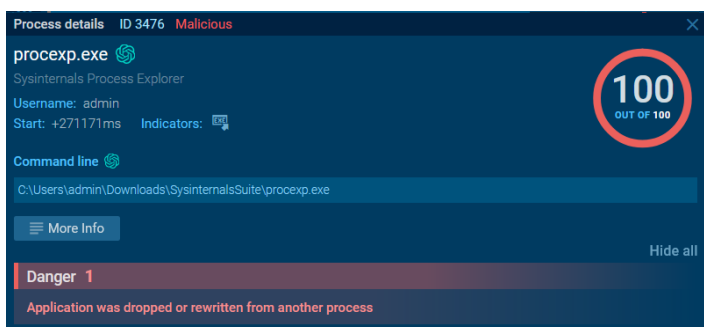 Process details ID 3476 Malicious
procexp.exe
Sysinternals Process Explorer
Username: admin
Start: +271171ms Indicators: EXE
100
OUT OF 100
Command line
C:\Users\admin\Downloads\SysinternalsSuite\procexp.exe
More Info
Hide all
Danger 1
Application was dropped or rewritten from another process